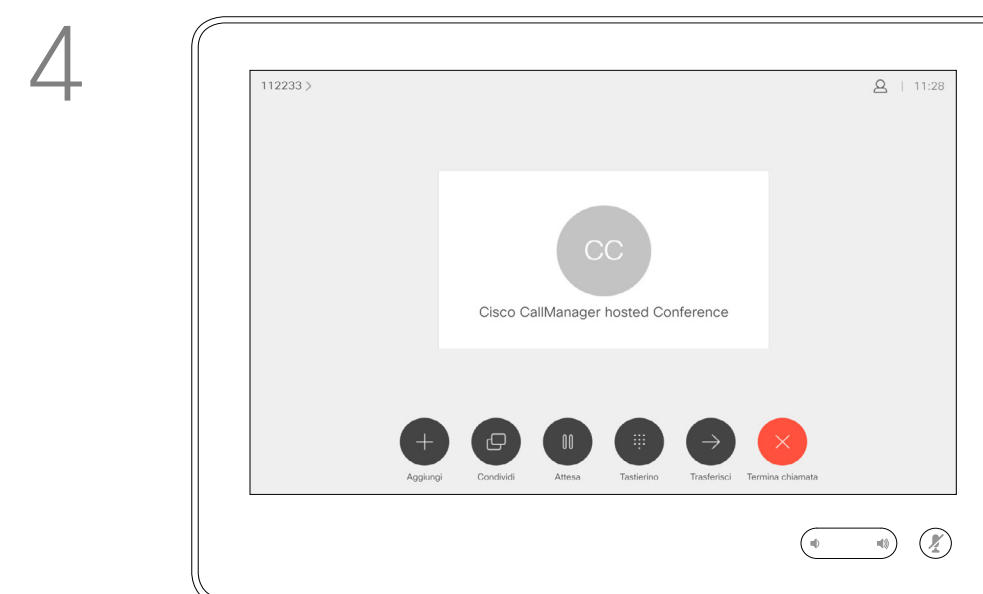 4
112233 >
11:28
CC
Cisco CallManager hosted Conference
Aggiungi Condividi Attesa Tastierino Trasferisci Termina chiamata